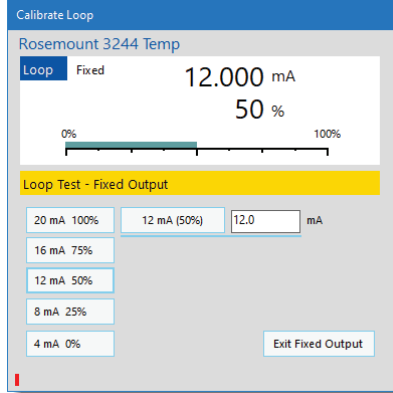 Calibrate Loop
Rosemount 3244 Temp
Loop Fixed 12.000 mA
50 %
0% 100%
Loop Test - Fixed Output
20 mA 100% 12 mA (50%) 12.0 mA
16 mA 75%
12 mA 50%
8 mA 25%
4 mA 0% Exit Fixed Output